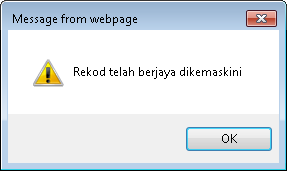 Message from webpage
Rekod telah berjaya dikemaskini
OK